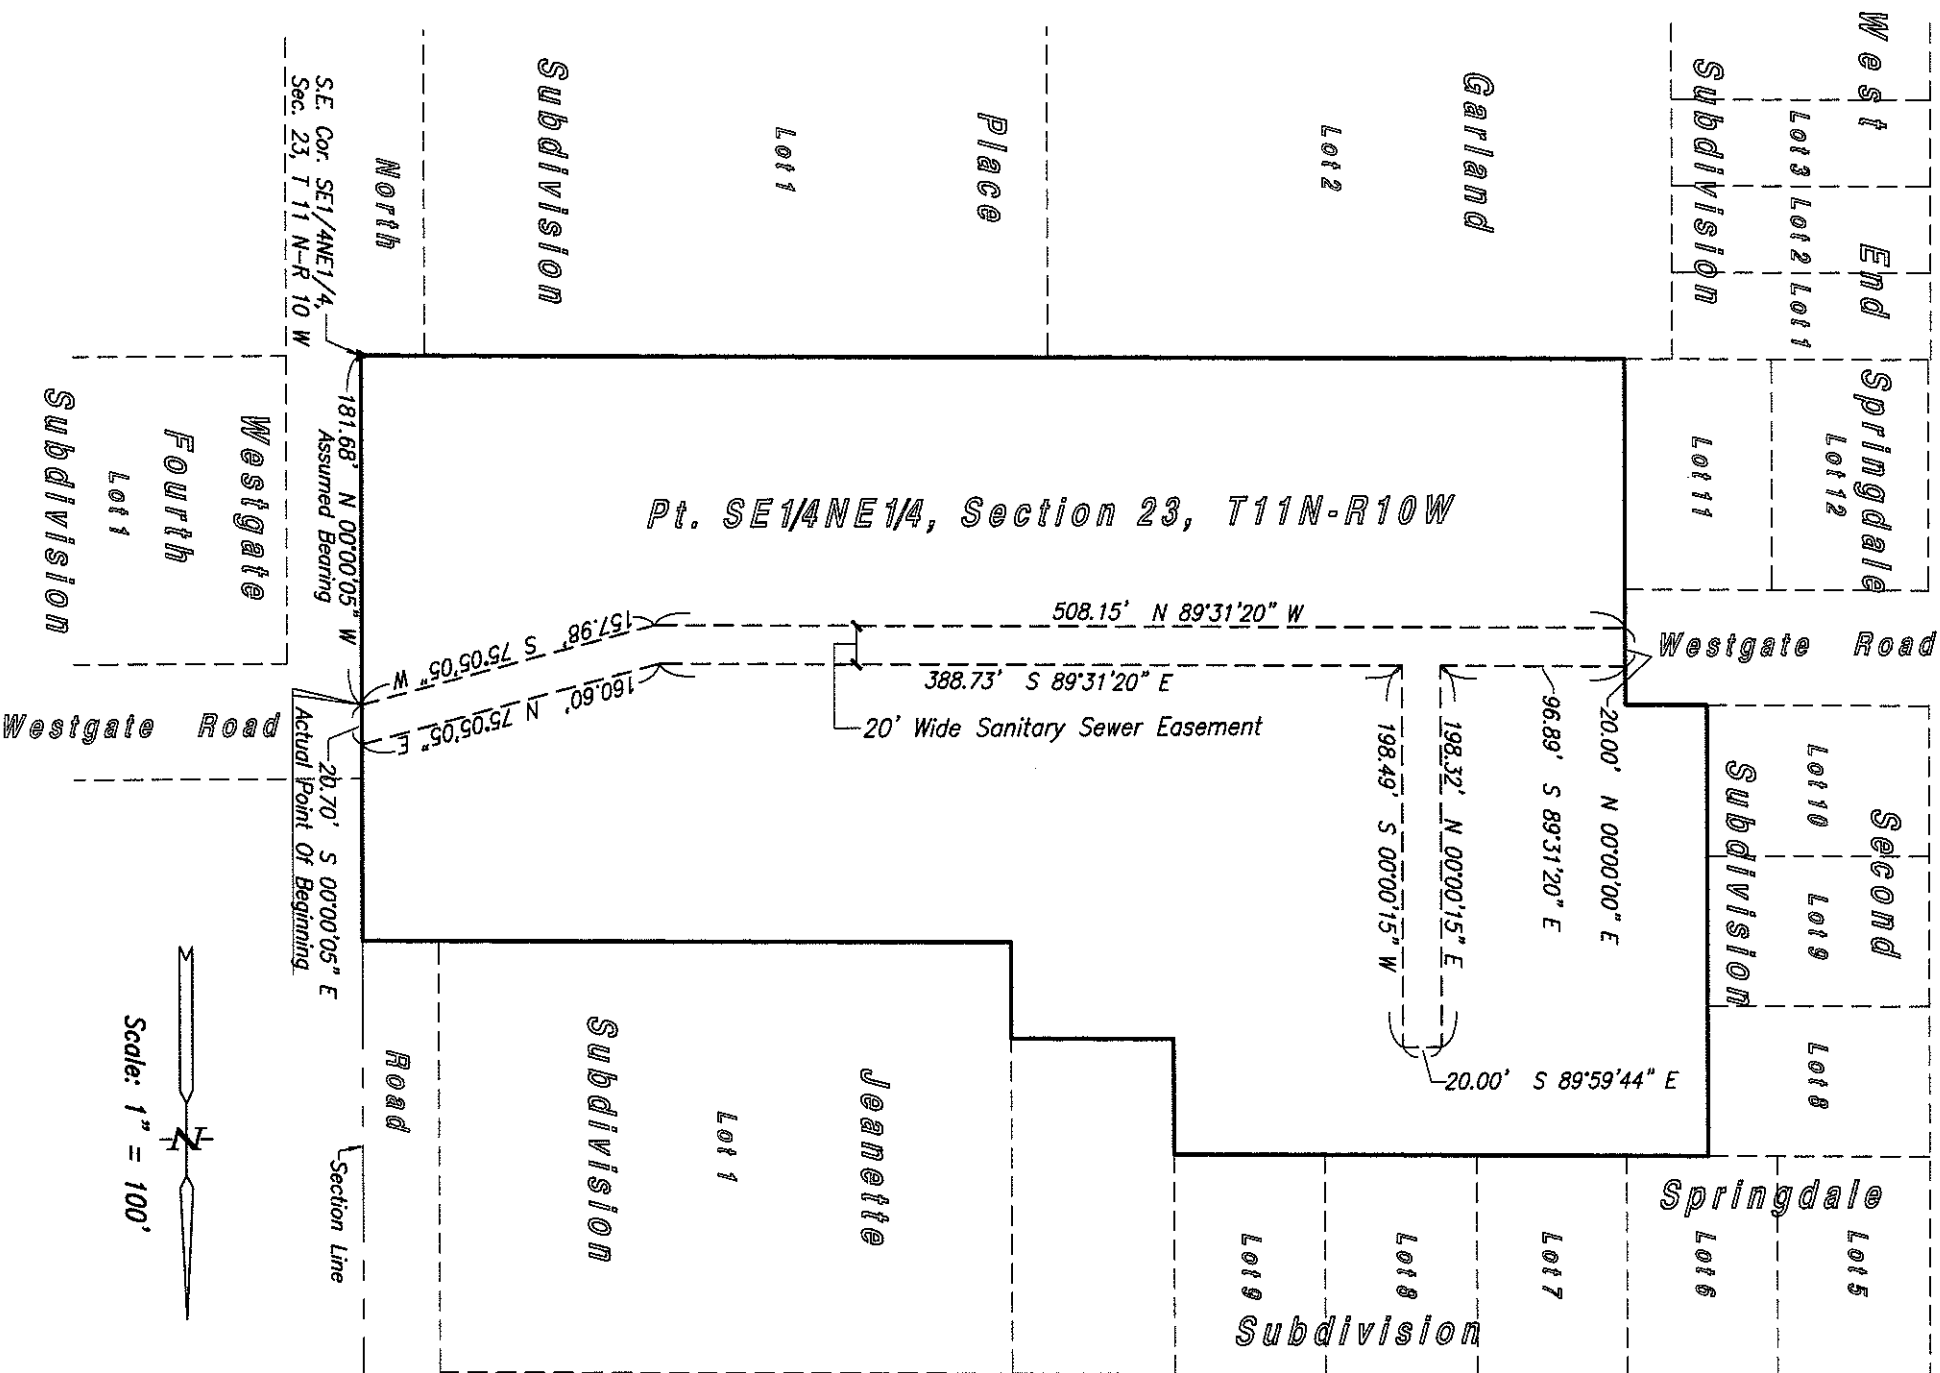 West End
Subdivision
Lot 3
Lot 2
Lot 1
Garland
Place
Subdivision
Lot 2
Lot 1
North Road
S.E. Cor. SE1/4NE1/4,
Sec. 23, T 11 N-R 10 W
Westgate
Fourth
Subdivision
Lot 1
181.68' N 00°00'05" W
Assumed Bearing
Pt. SE1/4NE1/4, Section 23, T11N-R10W
Springdale
Second
Subdivision
Lot 12
Lot 11
Lot 10
Lot 9
Lot 8
508.15' N 89°31'20" W
Westgate Road
157.98' S 75°05'05" W
160.60' N 75°05'05" E
388.73' S 89°31'20" E
20' Wide Sanitary Sewer Easement
Westgate Road
Actual Point Of Beginning
20.70' S 00°00'05" E
198.49' S 00°00'15" W
198.32' N 00°00'15" E
96.89' S 89°31'20" E
20.00' N 00°00'00" E
20.00' S 89°59'44" E
Jeanette
Subdivision
Lot 1
Section Line
Springdale
Subdivision
Lot 9
Lot 8
Lot 7
Lot 6
Lot 5
N
Scale: 1" = 100'